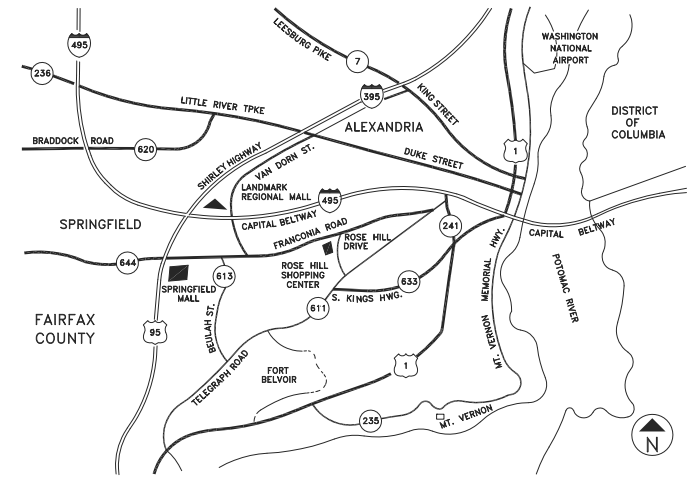 495
LEESBURG PIKE
7
WASHINGTON
NATIONAL
AIRPORT
236
LITTLE RIVER TPKE
395
KING STREET
DISTRICT
OF
COLUMBIA
ALEXANDRIA
BRADDOCK ROAD
620
SHIRLEY HIGHWAY
VAN DORN ST.
DUKE STREET
1
LANDMARK
REGIONAL MALL
495
SPRINGFIELD
CAPITAL BELTWAY
FRANCONIA ROAD
241
CAPITAL BELTWAY
ROSE HILL
DRIVE
644
613
ROSE HILL
SHOPPING
CENTER
633
S. KINGS HWG.
SPRINGFIELD
MALL
611
MT. VERNON MEMORIAL HWY.
POTOMAC RIVER
FAIRFAX
COUNTY
95
BEULAH ST.
TELEGRAPH ROAD
FORT
BELVOIR
1
235
MT. VERNON
N